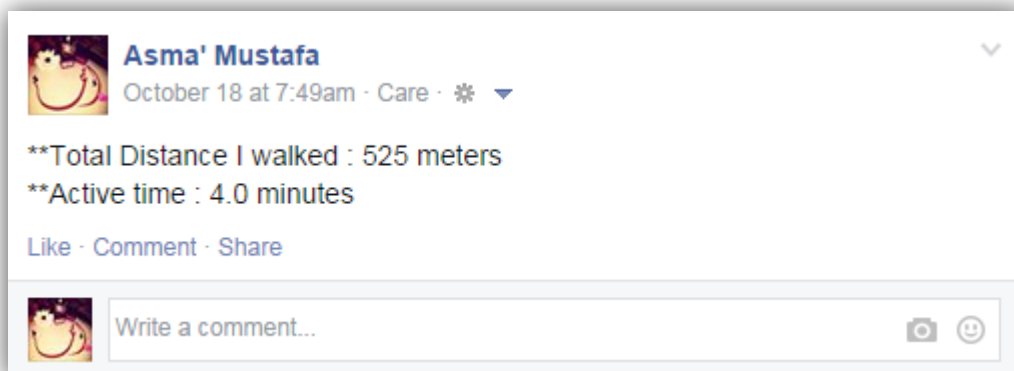 Asma' Mustafa
October 18 at 7:49am · Care ·
**Total Distance I walked : 525 meters
**Active time : 4.0 minutes
Like · Comment · Share
Write a comment...